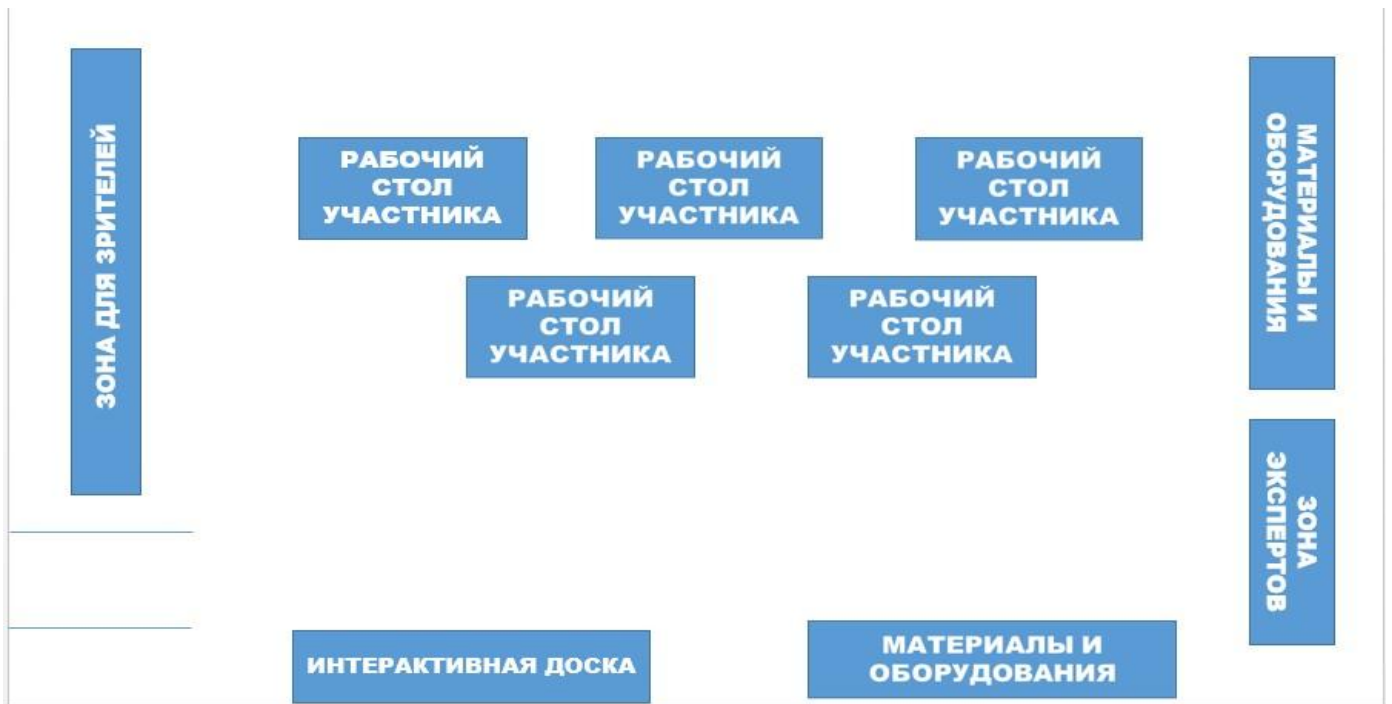 ЗОНА ДЛЯ ЗРИТЕЛЕЙ
РАБОЧИЙ
СТОЛ
УЧАСТНИКА
РАБОЧИЙ
СТОЛ
УЧАСТНИКА
РАБОЧИЙ
СТОЛ
УЧАСТНИКА
МАТЕРИАЛЫ И
ОБОРУДОВАНИЯ
РАБОЧИЙ
СТОЛ
УЧАСТНИКА
РАБОЧИЙ
СТОЛ
УЧАСТНИКА
ЗОНА
ЭКСПЕРТОВ
ИНТЕРАКТИВНАЯ ДОСКА
МАТЕРИАЛЫ И
ОБОРУДОВАНИЯ